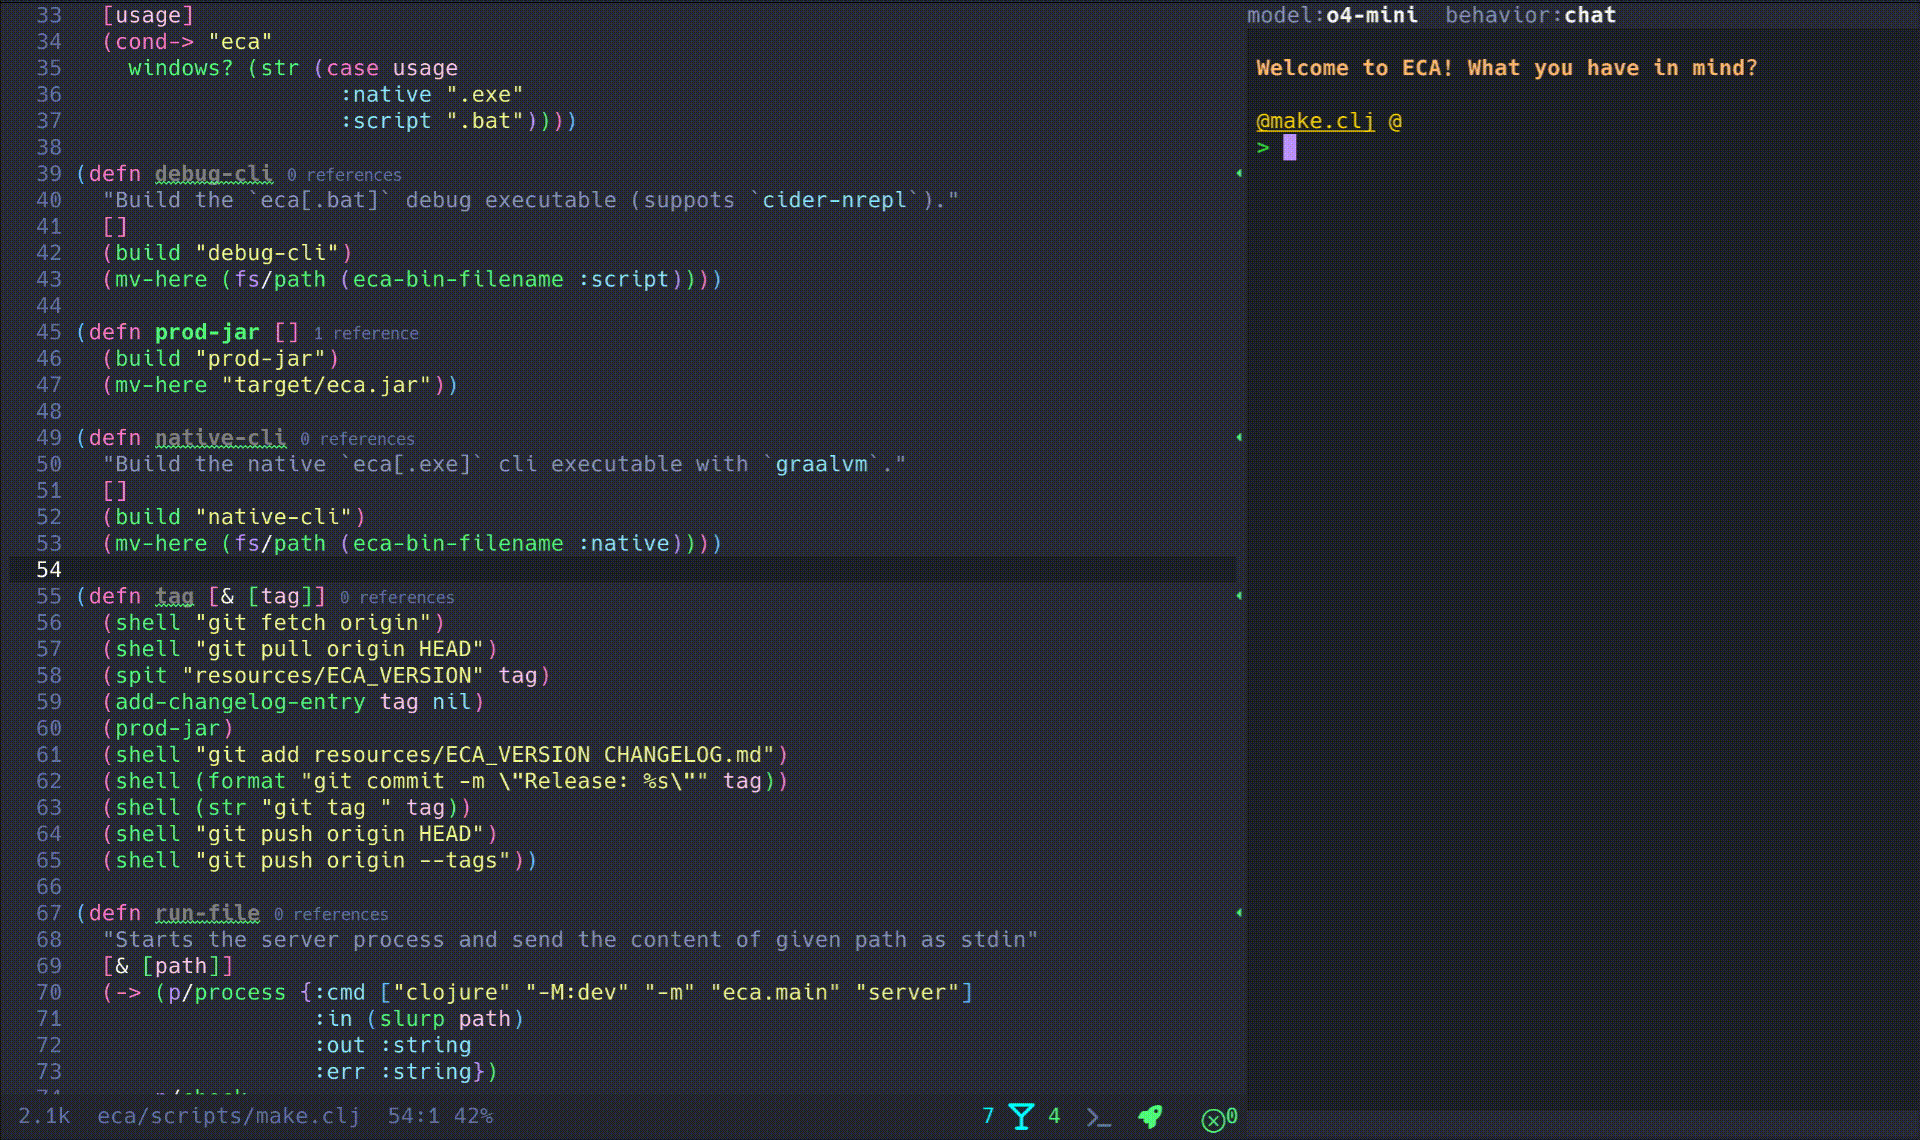 33   [usage]
34   (cond-> "eca"
35     windows? (str (case usage
36                     :native ".exe"
37                     :script ".bat"))))
38
39 (defn debug-cli 0 references
40   "Build the `eca[.bat]` debug executable (suppots `cider-nrepl`)."
41   []
42   (build "debug-cli")
43   (mv-here (fs/path (eca-bin-filename :script))))
44
45 (defn prod-jar [] 1 reference
46   (build "prod-jar")
47   (mv-here "target/eca.jar"))
48
49 (defn native-cli 0 references
50   "Build the native `eca[.exe]` cli executable with `graalvm`."
51   []
52   (build "native-cli")
53   (mv-here (fs/path (eca-bin-filename :native))))
54
55 (defn tag [& [tag]] 0 references
56   (shell "git fetch origin")
57   (shell "git pull origin HEAD")
58   (spit "resources/ECA_VERSION" tag)
59   (add-changelog-entry tag nil)
60   (prod-jar)
61   (shell "git add resources/ECA_VERSION CHANGELOG.md")
62   (shell (format "git commit -m \"Release: %s\"" tag))
63   (shell (str "git tag " tag))
64   (shell "git push origin HEAD")
65   (shell "git push origin --tags"))
66
67 (defn run-file 0 references
68   "Starts the server process and send the content of given path as stdin"
69   [& [path]]
70   (-> (p/process {:cmd ["clojure" "-M:dev" "-m" "eca.main" "server"]
71                   :in (slurp path)
72                   :out :string
73                   :err :string})
2.1k eca/scripts/make.clj 54:1 42% 7 4 0
model:o4-mini behavior:chat
Welcome to ECA! What you have in mind?
@make.clj @
>